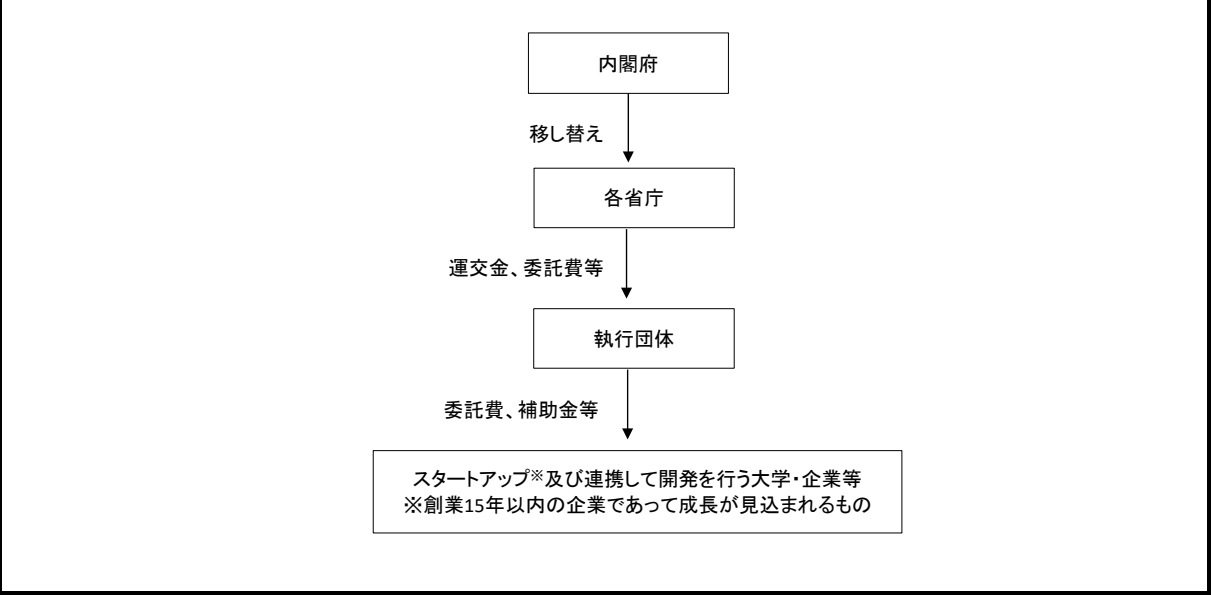 内閣府
移し替え
各省庁
運交金、委託費等
執行団体
委託費、補助金等
スタートアップ※及び連携して開発を行う大学・企業等
※創業15年以内の企業であって成長が見込まれるもの